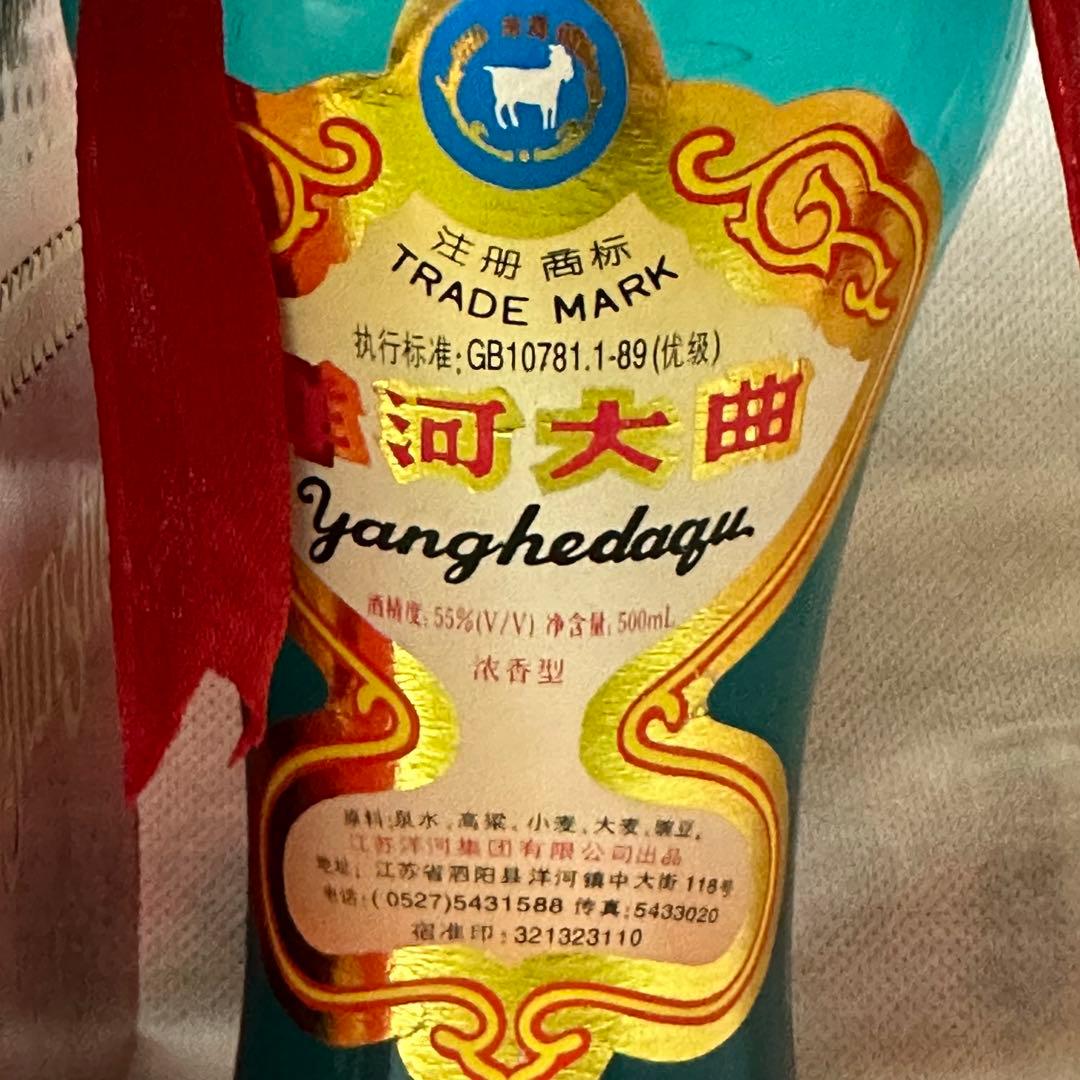 注册 商标
TRADE MARK
执行标准:GB10781.1-89(优级)
洋河大曲
Yanghedaqu
酒精度:55%(V/V) 净含量:500mL
浓香型
原料:泉水、高粱、小麦、大麦、豌豆。
江苏洋河集团有限公司出品
地址:江苏省泗阳县洋河镇中大街118号
电话:(0527)5431588 传真:5433020
宿准印:321323110